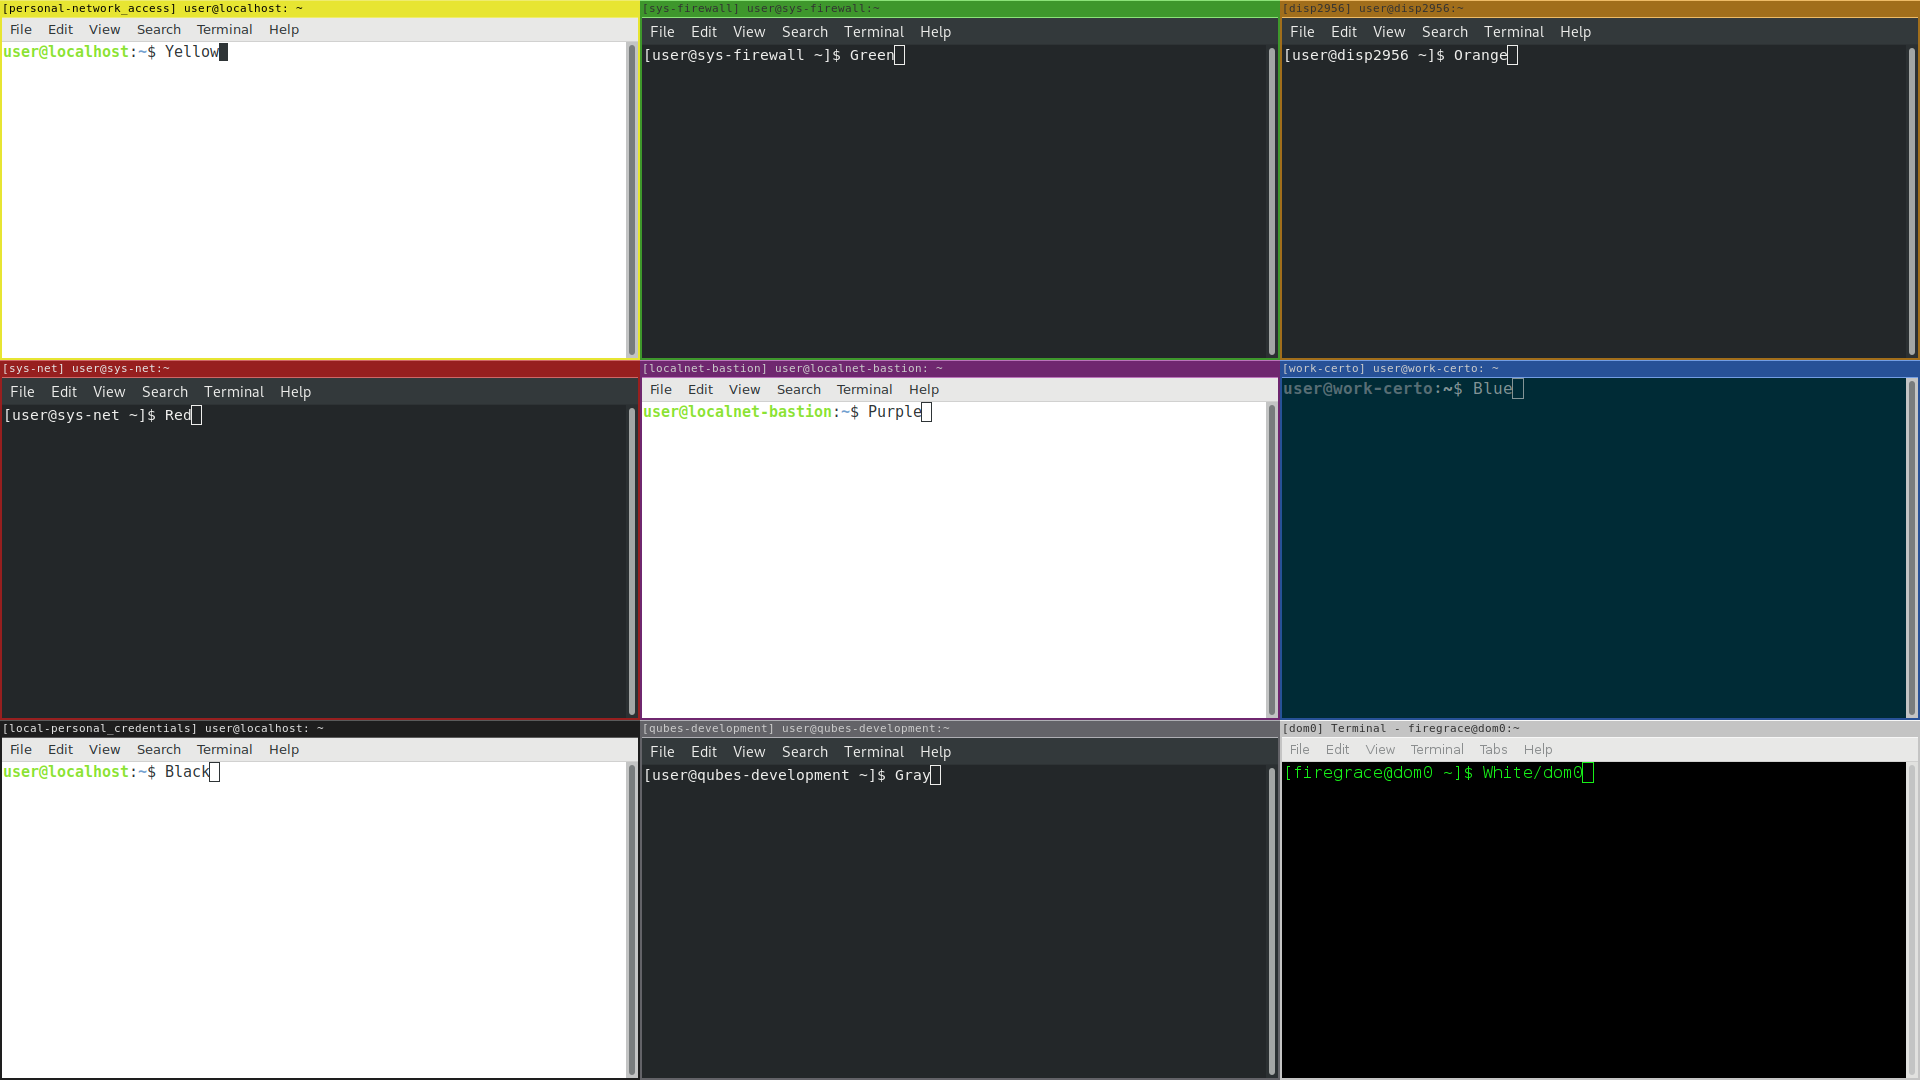 [personal-network_access] user@localhost: ~
File Edit View Search Terminal Help
user@localhost:~$ Yellow
[sys-firewall] user@sys-firewall:~
File Edit View Search Terminal Help
[user@sys-firewall ~]$ Green
[disp2956] user@disp2956:~
File Edit View Search Terminal Help
[user@disp2956 ~]$ Orange
[sys-net] user@sys-net:~
File Edit View Search Terminal Help
[user@sys-net ~]$ Red
[localnet-bastion] user@localnet-bastion: ~
File Edit View Search Terminal Help
user@localnet-bastion:~$ Purple
[work-certo] user@work-certo: ~
user@work-certo:~$ Blue
[local-personal_credentials] user@localhost: ~
File Edit View Search Terminal Help
user@localhost:~$ Black
[qubes-development] user@qubes-development:~
File Edit View Search Terminal Help
[user@qubes-development ~]$ Gray
[dom0] Terminal - firegrace@dom0:~
File Edit View Terminal Tabs Help
[firegrace@dom0 ~]$ White/dom0